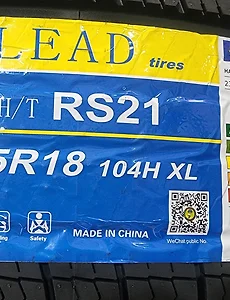 LEAD tires
H/T RS21
5R18 104H XL
MADE IN CHINA
Safety
WeChat public No.